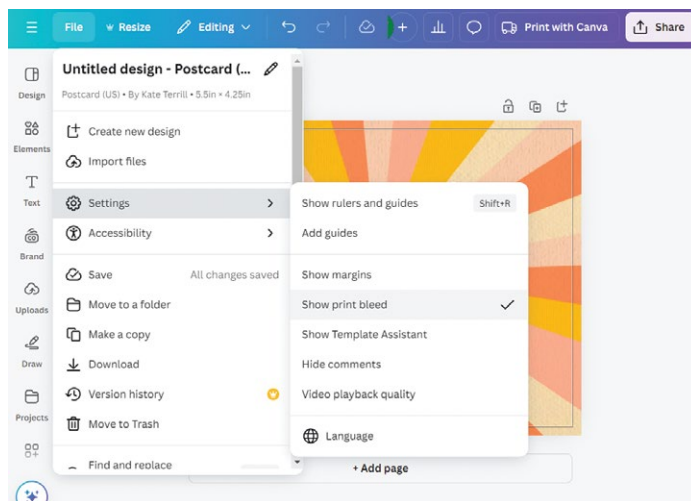 File Resize Editing Print with Canva Share
Design
Elements
Text
Brand
Uploads
Draw
Projects
Untitled design - Postcard (...
Postcard (US) • By Kate Terrill • 5.5in × 4.25in
Create new design
Import files
Settings
Accessibility
Save All changes saved
Move to a folder
Make a copy
Download
Version history
Move to Trash
Find and replace
Show rulers and guides Shift+R
Add guides
Show margins
Show print bleed
Show Template Assistant
Hide comments
Video playback quality
Language
+ Add page